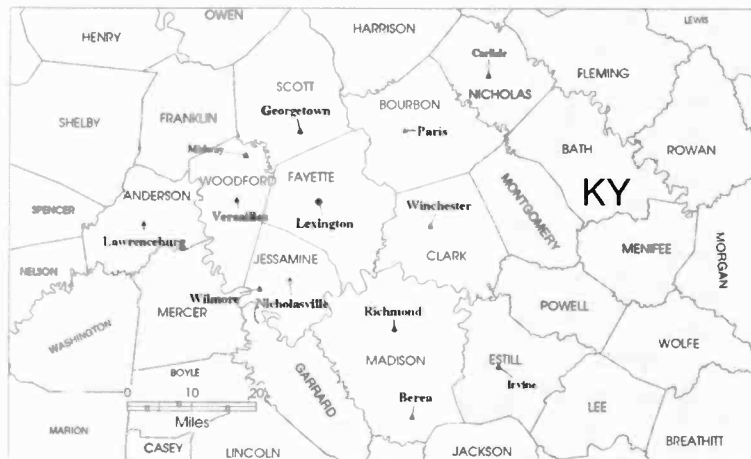 OWEN
LEWIS
HENRY
HARRISON
Carlisle
SCOTT
FLEMING
NICHOLAS
Georgetown
BOURBON
SHELBY
FRANKLIN
Paris
BATH
ROWAN
Midway
WOODFORD
FAYETTE
KY
ANDERSON
MONTGOMERY
SPENCER
Versailles
Lexington
Winchester
Lawrenceburg
MENIFEE
MORGAN
CLARK
JESSAMINE
NELSON
Wilmore
Nicholasville
POWELL
MERCER
Richmond
WASHINGTON
WOLFE
MADISON
ESTILL
BOYLE
GARRARD
Irvine
0 10 20
Berea
LEE
Miles
MARION
CASEY
LINCOLN
JACKSON
BREATHITT